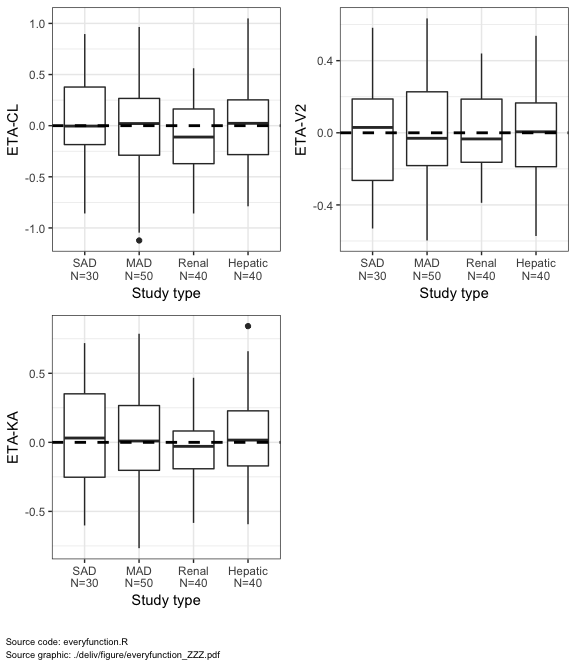 ETA-CL
1.0
0.5
0.0
-0.5
-1.0
SAD MAD Renal Hepatic
N=30 N=50 N=40 N=40
Study type
ETA-V2
0.4
0.0
-0.4
SAD MAD Renal Hepatic
N=30 N=50 N=40 N=40
Study type
ETA-KA
0.5
0.0
-0.5
SAD MAD Renal Hepatic
N=30 N=50 N=40 N=40
Study type
Source code: everyfunction.R
Source graphic: ./deliv/figure/everyfunction_ZZZ.pdf